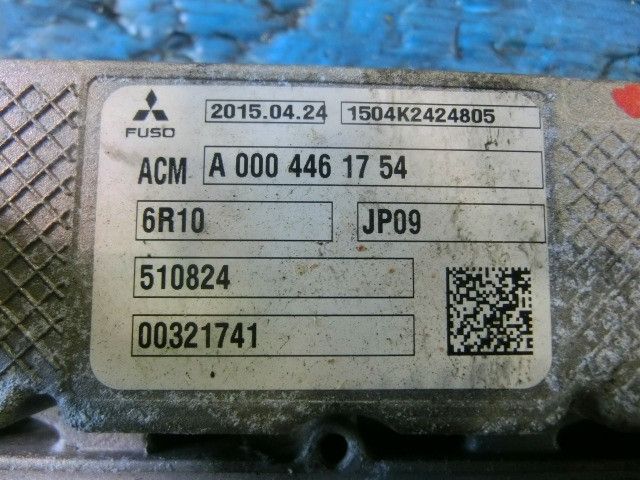 FUSO
2015.04.24 1504K2424805
ACM A 000 446 17 54
6R10 JP09
510824
00321741